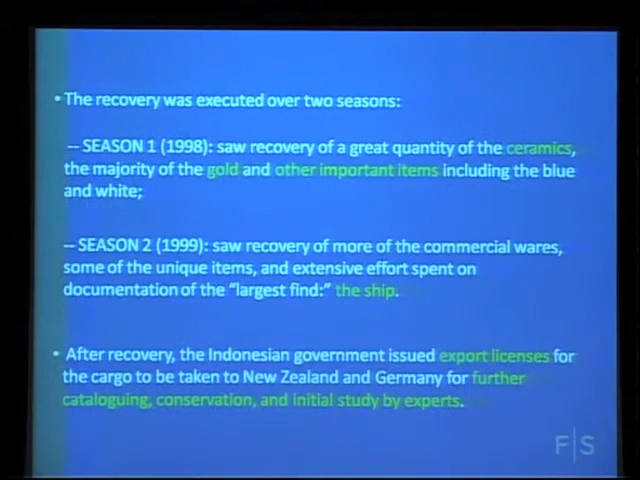 • The recovery was executed over two seasons:
-- SEASON 1 (1998): saw recovery of a great quantity of the ceramics,
the majority of the gold and other important items including the blue
and white;
-- SEASON 2 (1999): saw recovery of more of the commercial wares,
some of the unique items, and extensive effort spent on
documentation of the “largest find:” the ship.
• After recovery, the Indonesian government issued export licenses for
the cargo to be taken to New Zealand and Germany for further
cataloguing, conservation, and initial study by experts.
F|S